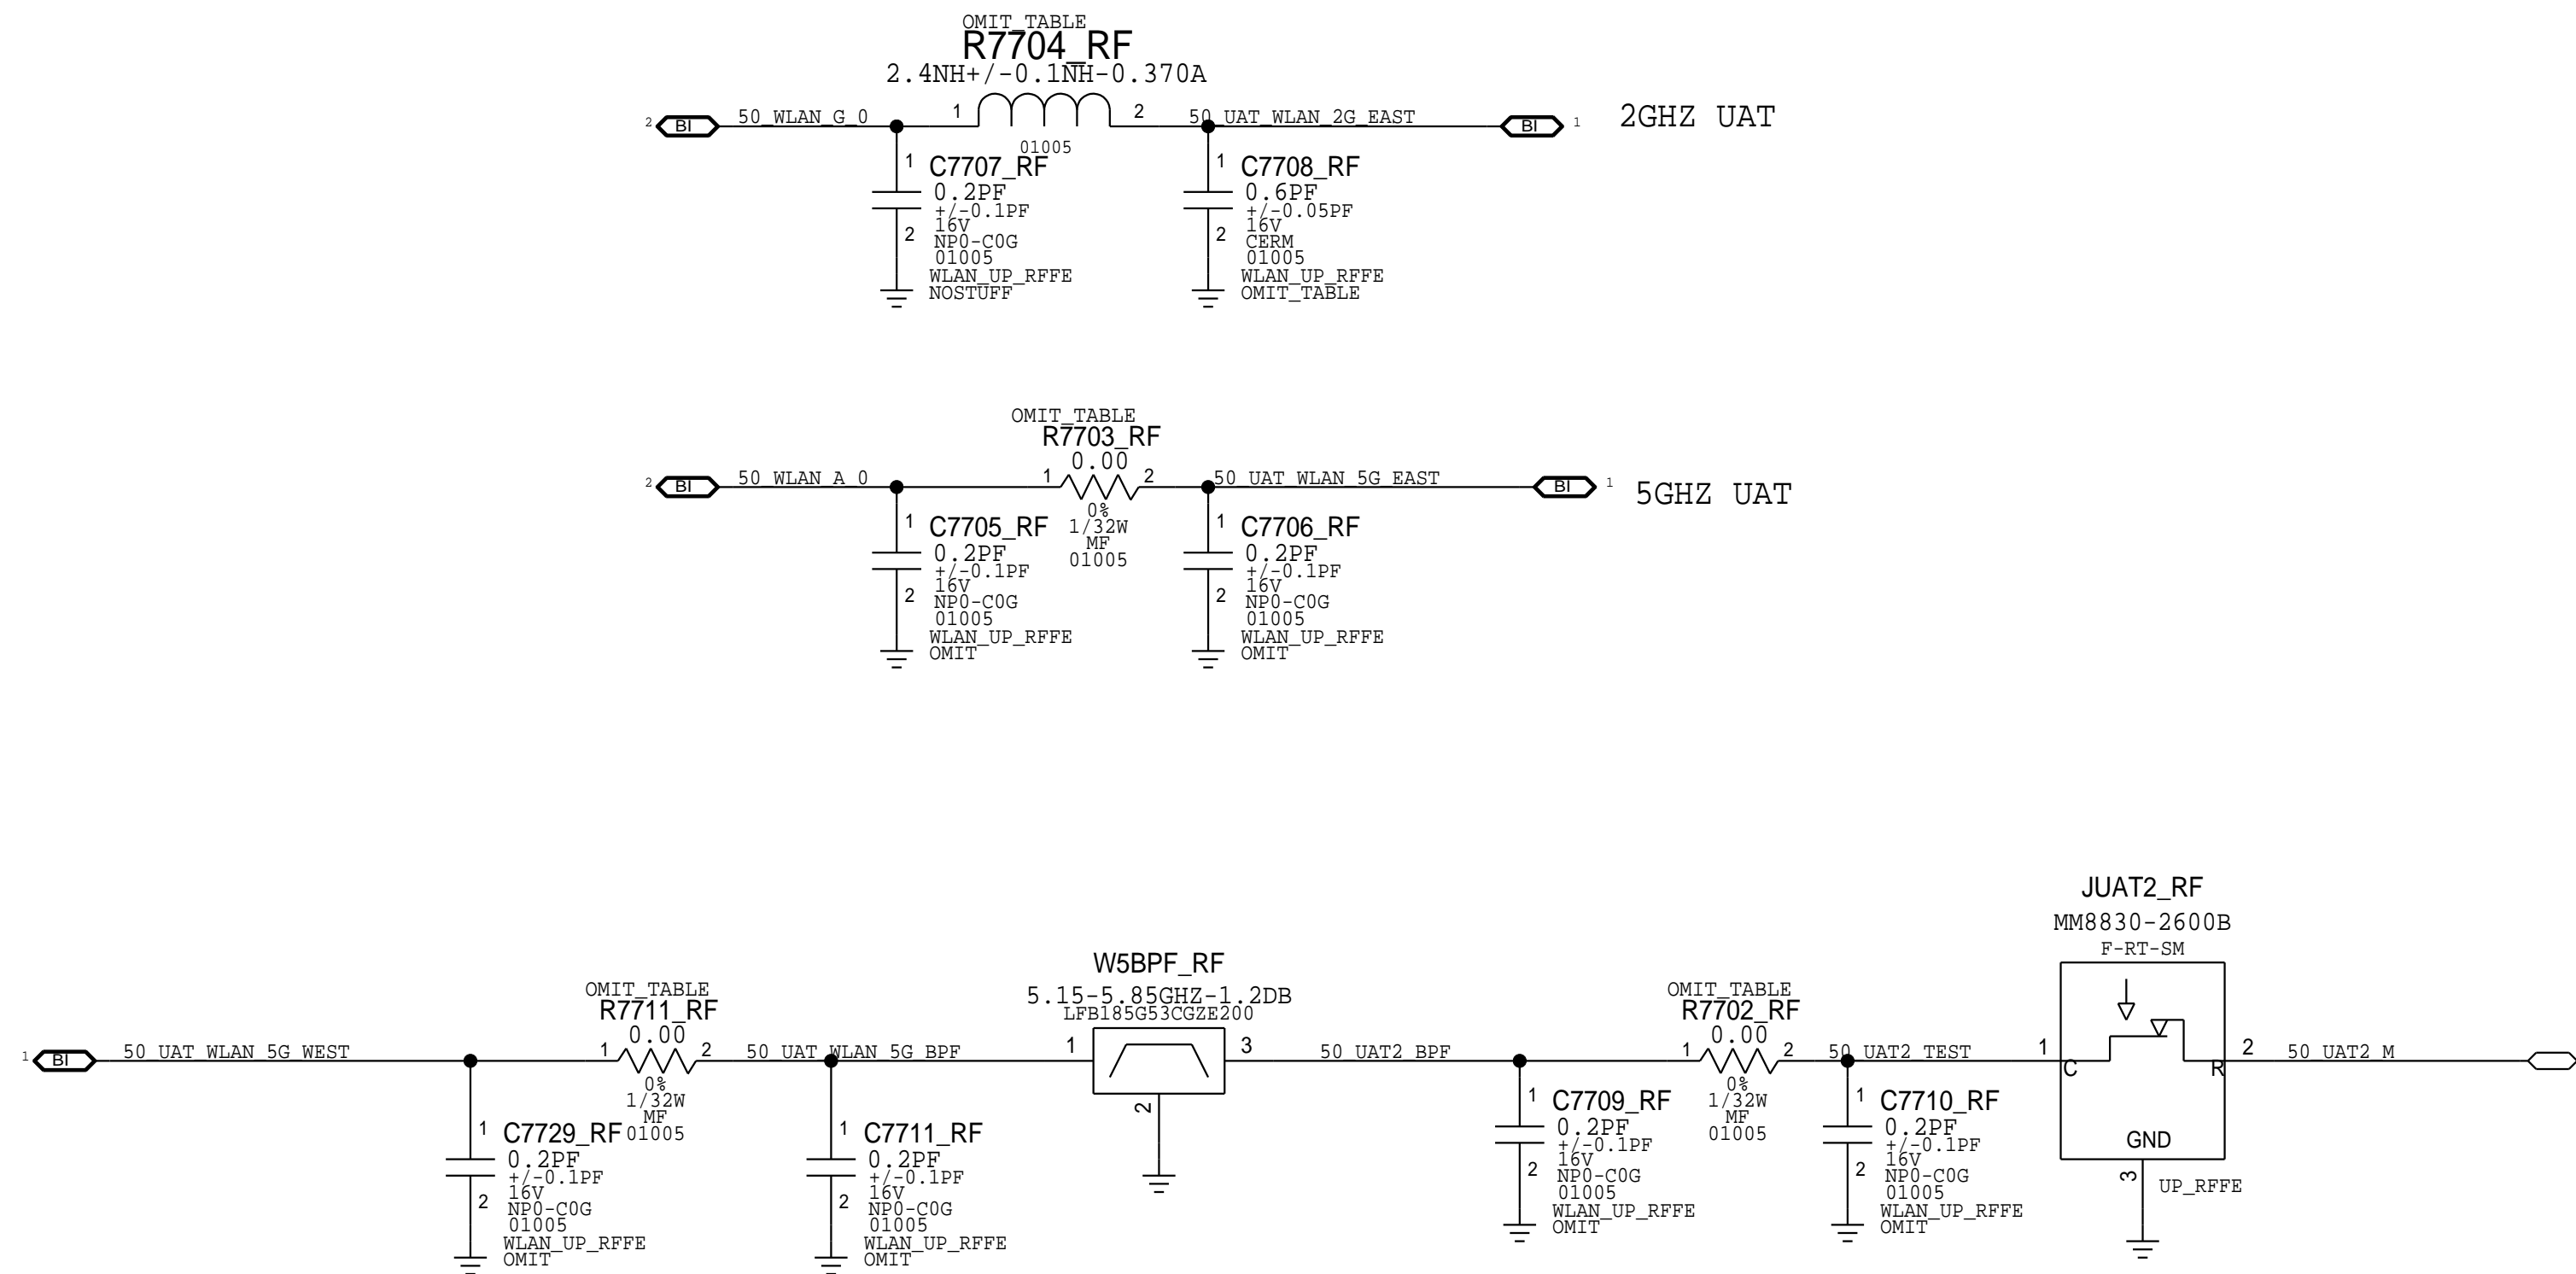 OMIT_TABLE
R7704_RF
2.4NH+/-0.1NH-0.370A
2 BI 50_WLAN_G_0 1 2 50_UAT_WLAN_2G_EAST BI 1 2GHZ UAT
01005
1 C7707_RF
0.2PF
+/-0.1PF
16V
2 NP0-C0G
01005
WLAN_UP_RFFE
NOSTUFF
1 C7708_RF
0.6PF
+/-0.05PF
16V
2 CERM
01005
WLAN_UP_RFFE
OMIT_TABLE
OMIT_TABLE
R7703_RF
0.00
2 BI 50_WLAN_A_0 1 2 50_UAT_WLAN_5G_EAST BI 1 5GHZ UAT
0%
1/32W
MF
01005
1 C7705_RF
0.2PF
+/-0.1PF
16V
2 NP0-C0G
01005
WLAN_UP_RFFE
OMIT
1 C7706_RF
0.2PF
+/-0.1PF
16V
2 NP0-C0G
01005
WLAN_UP_RFFE
OMIT
JUAT2_RF
MM8830-2600B
F-RT-SM
W5BPF_RF
5.15-5.85GHZ-1.2DB
LFB185G53CGZE200
OMIT_TABLE
R7711_RF
0.00
OMIT_TABLE
R7702_RF
0.00
1 BI 50_UAT_WLAN_5G_WEST 1 2 50_UAT_WLAN_5G_BPF 1 3 50_UAT2_BPF 1 2 50_UAT2_TEST 1 C R 2 50_UAT2_M
0%
1/32W
MF
01005
2
0%
1/32W
MF
01005
1 C7729_RF
0.2PF
+/-0.1PF
16V
2 NP0-C0G
01005
WLAN_UP_RFFE
OMIT
1 C7711_RF
0.2PF
+/-0.1PF
16V
2 NP0-C0G
01005
WLAN_UP_RFFE
OMIT
1 C7709_RF
0.2PF
+/-0.1PF
16V
2 NP0-C0G
01005
WLAN_UP_RFFE
OMIT
1 C7710_RF
0.2PF
+/-0.1PF
16V
2 NP0-C0G
01005
WLAN_UP_RFFE
OMIT
GND
3 UP_RFFE